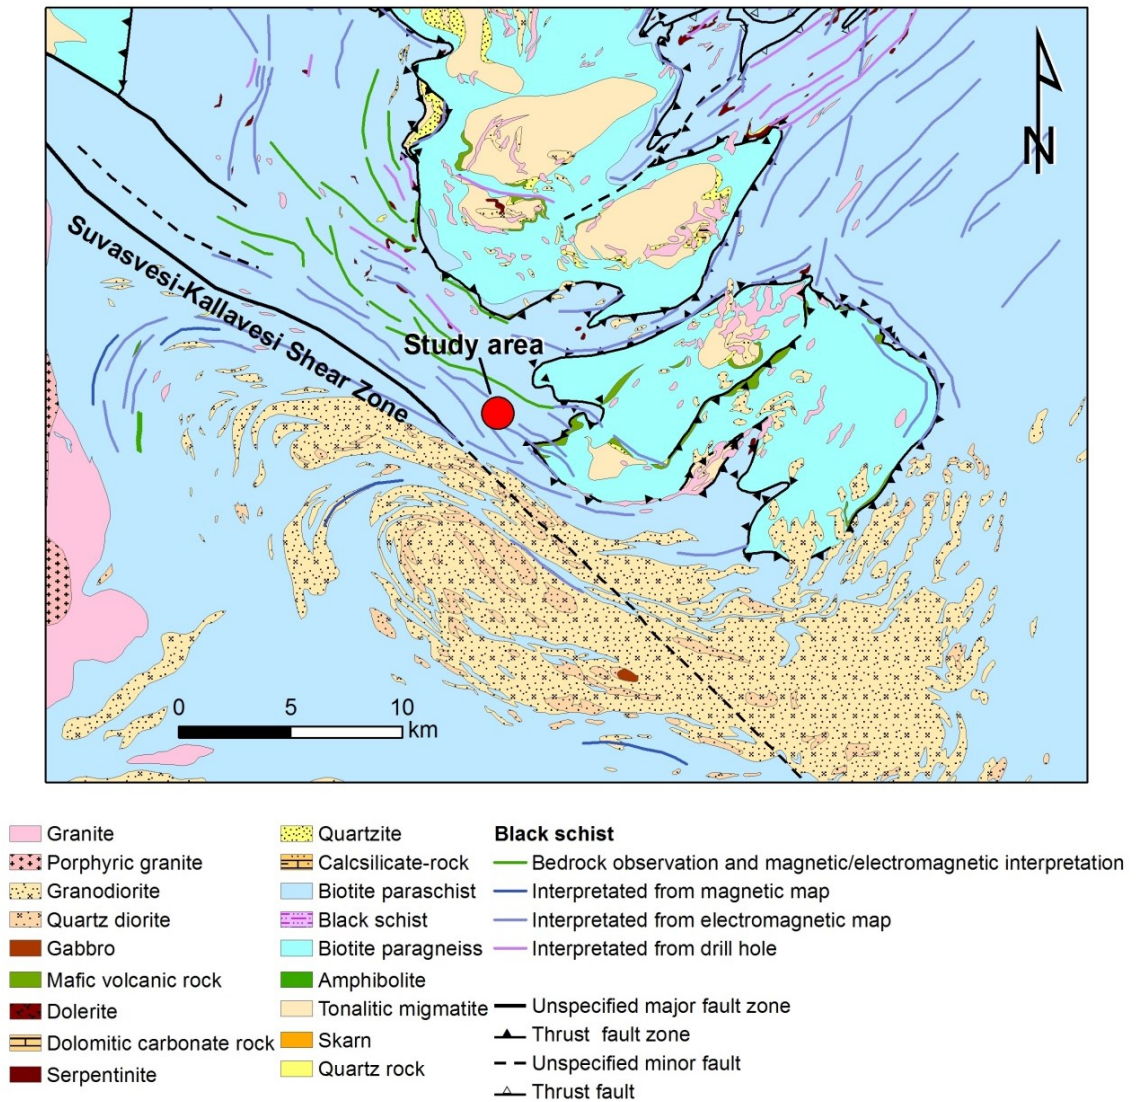 N
Suvasvesi-Kallavesi Shear Zone
Study area
0 5 10
km
Granite
Porphyric granite
Granodiorite
Quartz diorite
Gabbro
Mafic volcanic rock
Dolerite
Dolomitic carbonate rock
Serpentinite
Quartzite
Calcsilicate-rock
Biotite paraschist
Black schist
Biotite paragneiss
Amphibolite
Tonalitic migmatite
Skarn
Quartz rock
Black schist
Bedrock observation and magnetic/electromagnetic interpretation
Interpretated from magnetic map
Interpretated from electromagnetic map
Interpretated from drill hole
Unspecified major fault zone
Thrust fault zone
Unspecified minor fault
Thrust fault